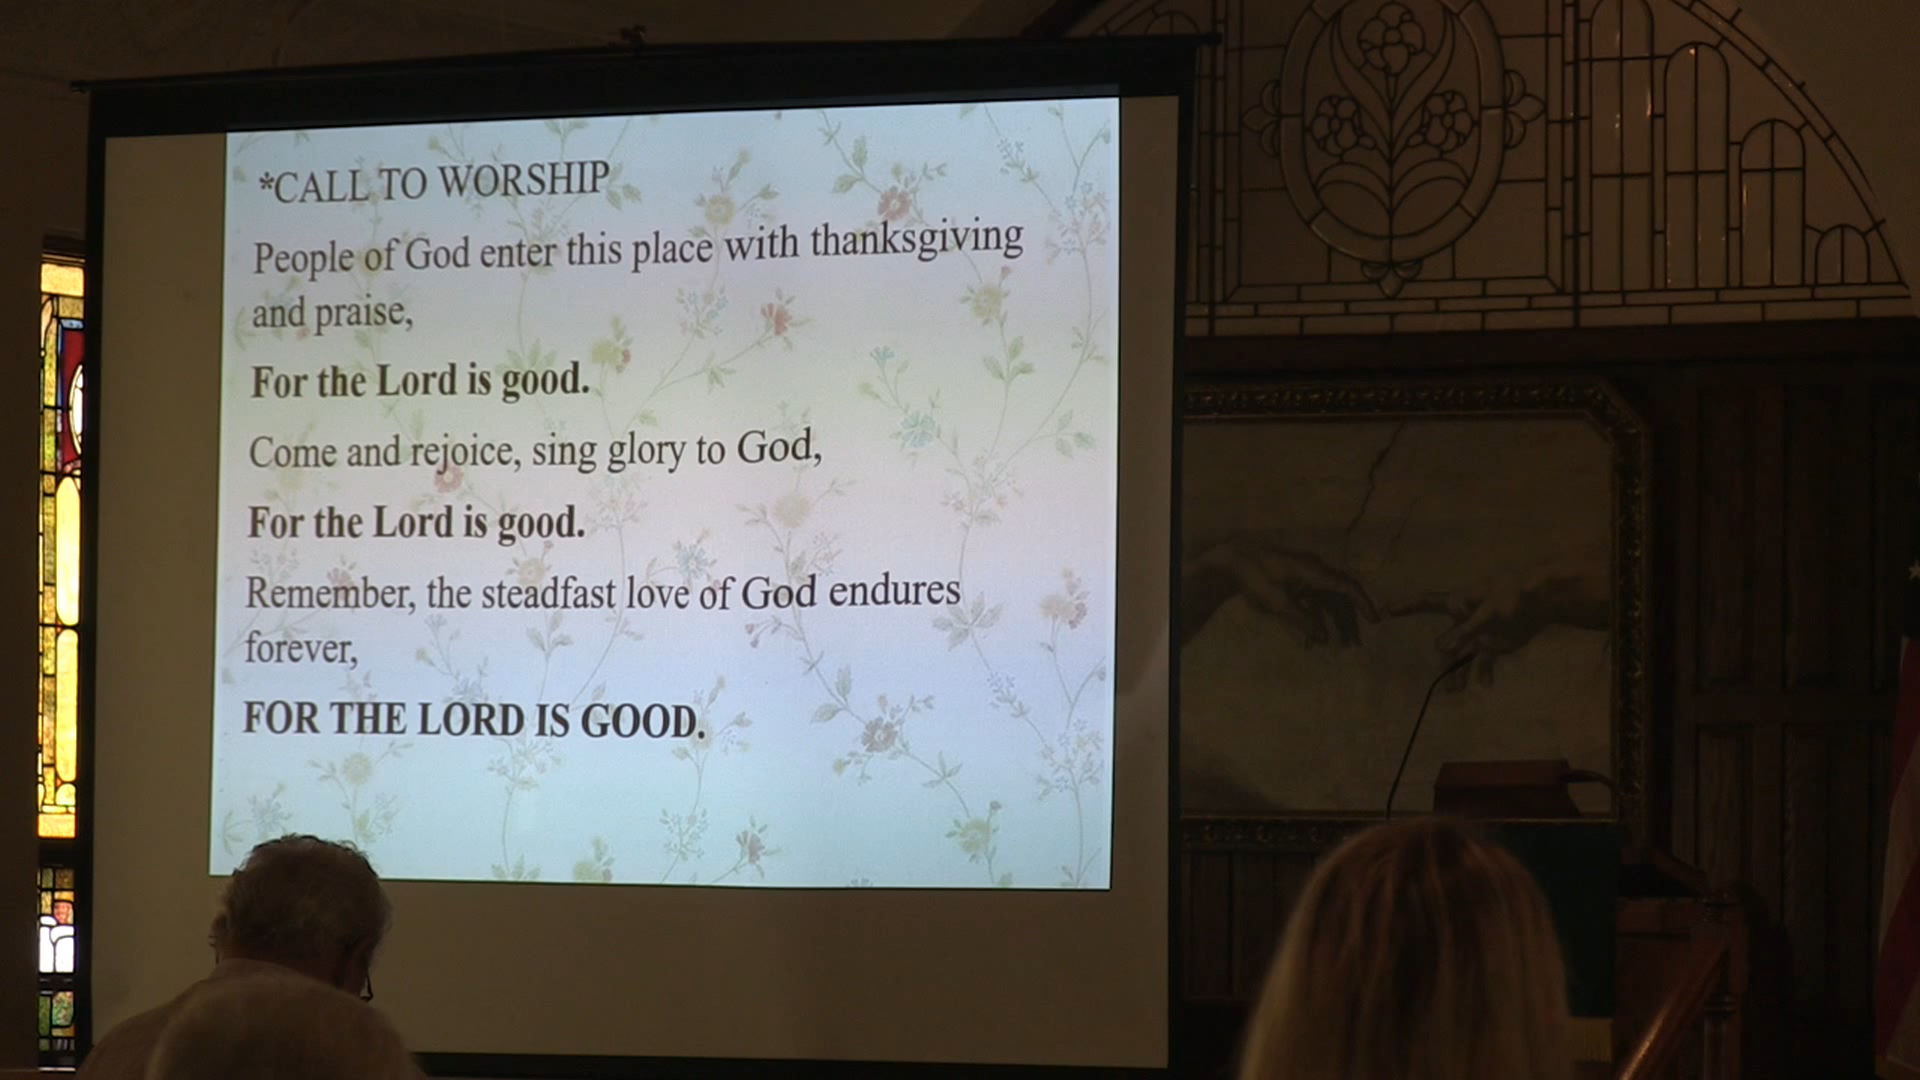 *CALL TO WORSHIP
People of God enter this place with thanksgiving
and praise,
For the Lord is good.
Come and rejoice, sing glory to God,
For the Lord is good.
Remember, the steadfast love of God endures
forever,
FOR THE LORD IS GOOD.